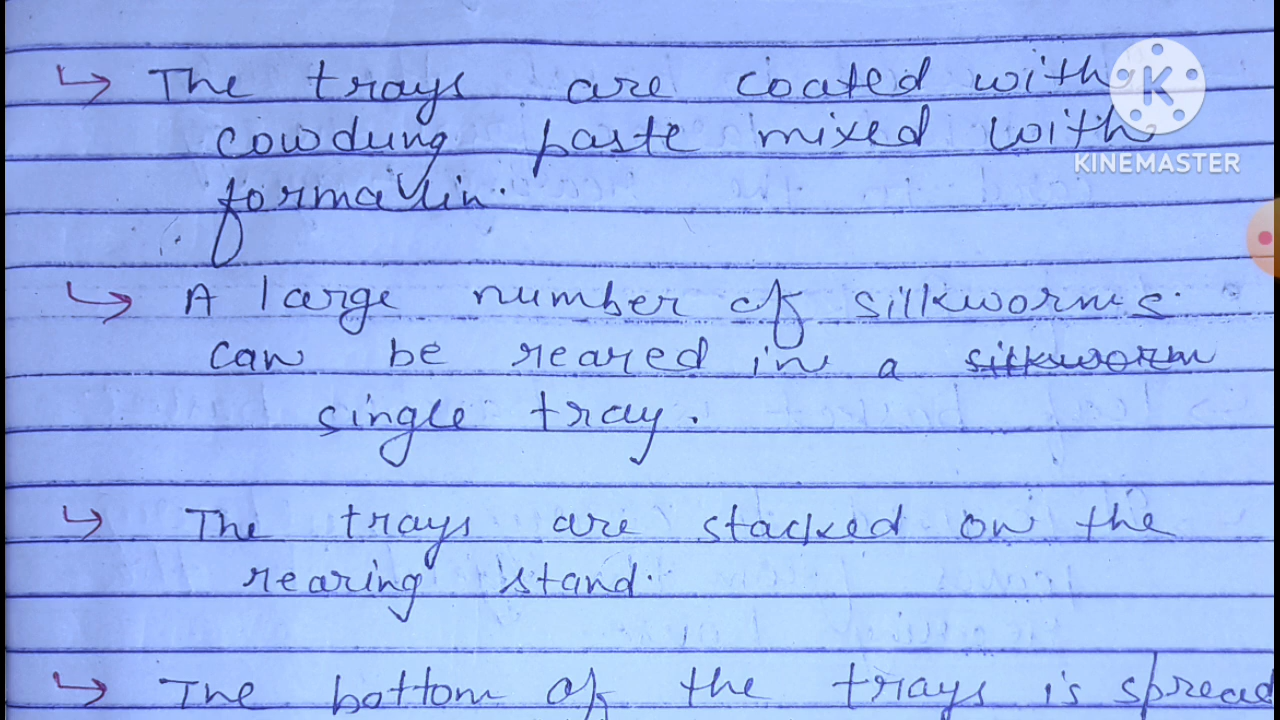 ↳ The trays are coated with
cowdung paste mixed with
formalin.
↳ A large number of silkworms.
can be reared in a ~~silkworm~~
single tray.
↳ The trays are stacked on the
rearing stand.
↳ The bottom of the trays is spread
K
KINEMASTER